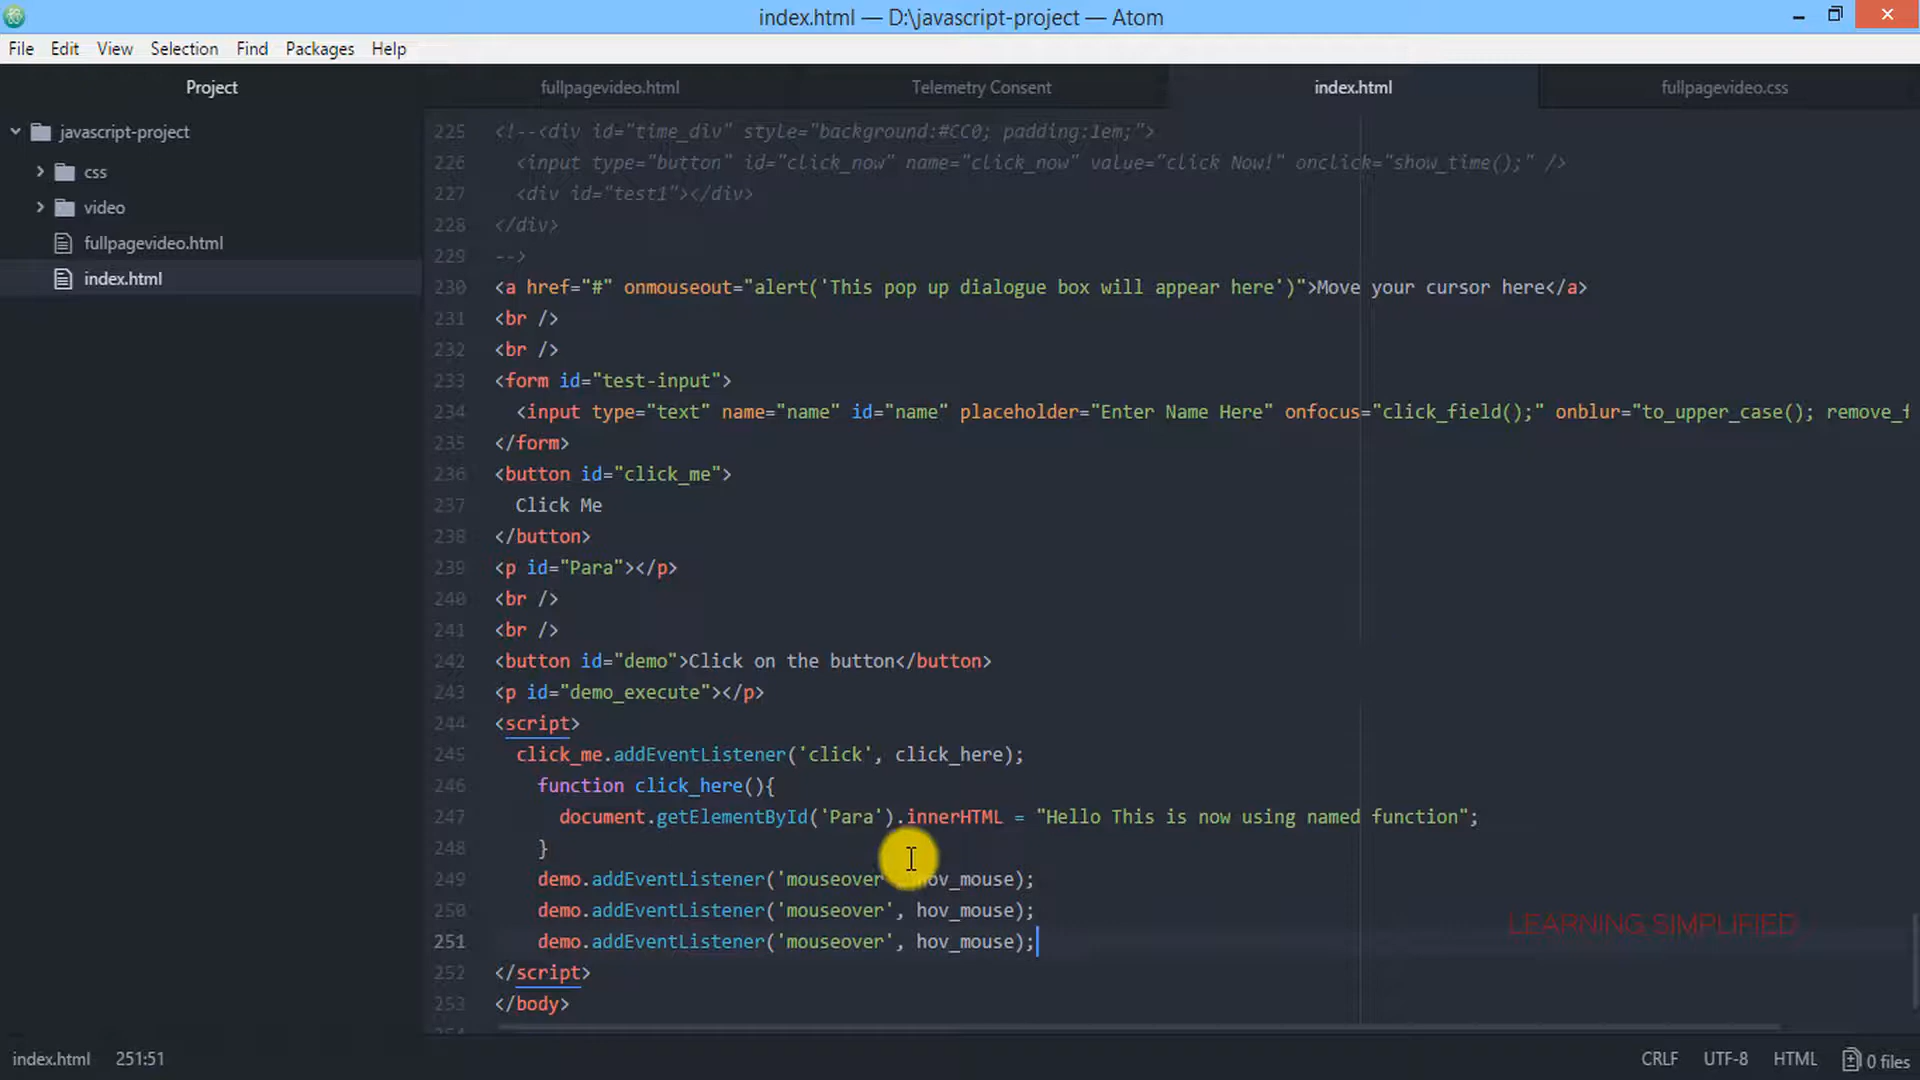 index.html — D:\javascript-project — Atom
File Edit View Selection Find Packages Help
Project
fullpagevideo.html
Telemetry Consent
index.html
fullpagevideo.css
javascript-project
css
video
fullpagevideo.html
index.html
225 <!--<div id="time_div" style="background:#CC0; padding:1em;">
226 <input type="button" id="click_now" name="click_now" value="click Now!" onclick="show_time();" />
227 <div id="test1"></div>
228 </div>
229 -->
230 <a href="#" onmouseout="alert('This pop up dialogue box will appear here')">Move your cursor here</a>
231 <br />
232 <br />
233 <form id="test-input">
234 <input type="text" name="name" id="name" placeholder="Enter Name Here" onfocus="click_field();" onblur="to_upper_case(); remove_f
235 </form>
236 <button id="click_me">
237 Click Me
238 </button>
239 <p id="Para"></p>
240 <br />
241 <br />
242 <button id="demo">Click on the button</button>
243 <p id="demo_execute"></p>
244 <script>
245 click_me.addEventListener('click', click_here);
246 function click_here(){
247 document.getElementById('Para').innerHTML = "Hello This is now using named function";
248 }
249 demo.addEventListener('mouseover hov_mouse);
250 demo.addEventListener('mouseover', hov_mouse);
251 demo.addEventListener('mouseover', hov_mouse);
252 </script>
253 </body>
LEARNING SIMPLIFIED
index.html 251:51
CRLF UTF-8 HTML 0 files